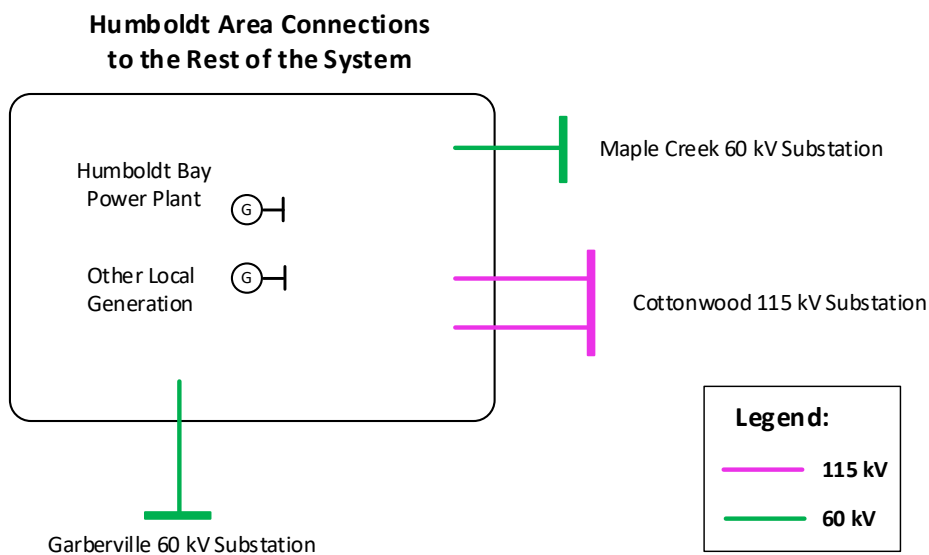 Humboldt Area Connections
to the Rest of the System
Humboldt Bay
Power Plant
G
Other Local
Generation
G
Maple Creek 60 kV Substation
Cottonwood 115 kV Substation
Garberville 60 kV Substation
Legend:
115 kV
60 kV